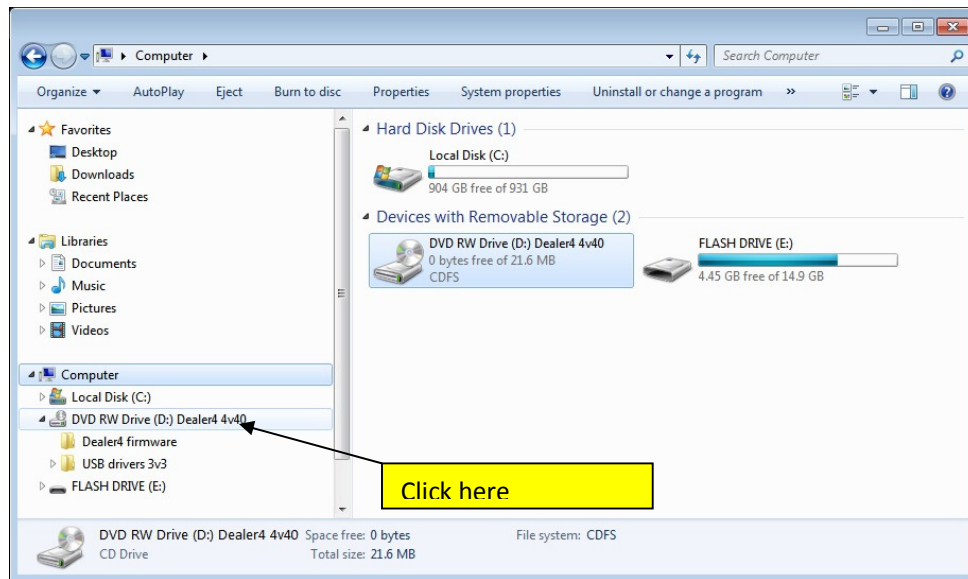 Computer
Search Computer
Organize AutoPlay Eject Burn to disc Properties System properties Uninstall or change a program »
Favorites
Desktop
Downloads
Recent Places
Libraries
Documents
Music
Pictures
Videos
Computer
Local Disk (C:)
DVD RW Drive (D:) Dealer4 4v40
Dealer4 firmware
USB drivers 3v3
FLASH DRIVE (E:)
Hard Disk Drives (1)
Local Disk (C:)
904 GB free of 931 GB
Devices with Removable Storage (2)
DVD RW Drive (D:) Dealer4 4v40
0 bytes free of 21.6 MB
CDFS
FLASH DRIVE (E:)
4.45 GB free of 14.9 GB
Click here
DVD RW Drive (D:) Dealer4 4v40 Space free: 0 bytes File system: CDFS
CD Drive Total size: 21.6 MB